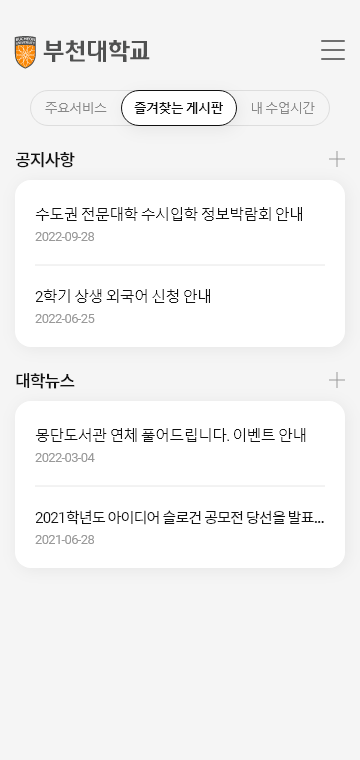 부천대학교
주요서비스
즐겨찾는 게시판
내 수업시간
공지사항
수도권 전문대학 수시입학 정보박람회 안내
2022-09-28
2학기 상생 외국어 신청 안내
2022-06-25
대학뉴스
몽단도서관 연체 풀어드립니다. 이벤트 안내
2022-03-04
2021학년도 아이디어 슬로건 공모전 당선을 발표...
2021-06-28